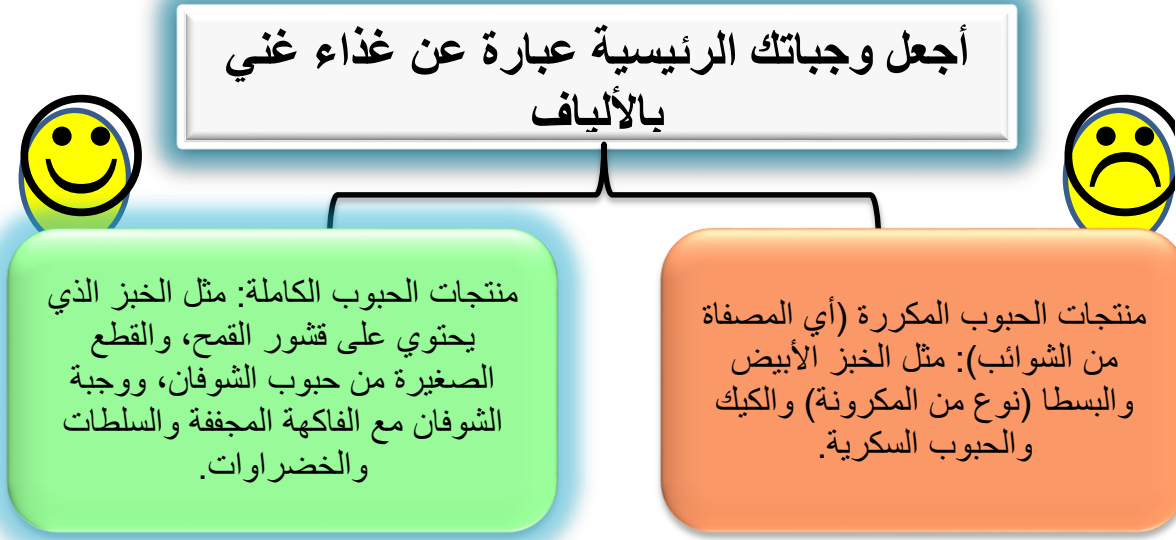 أجعل وجباتك الرئيسية عبارة عن غذاء غني
بالألياف
منتجات الحبوب المكررة (أي المصفاة
من الشوائب): مثل الخبز الأبيض
والبسطا (نوع من المكرونة) والكيك
والحبوب السكرية.
منتجات الحبوب الكاملة: مثل الخبز الذي
يحتوي على قشور القمح، والقطع
الصغيرة من حبوب الشوفان، ووجبة
الشوفان مع الفاكهة المجففة والسلطات
والخضراوات.